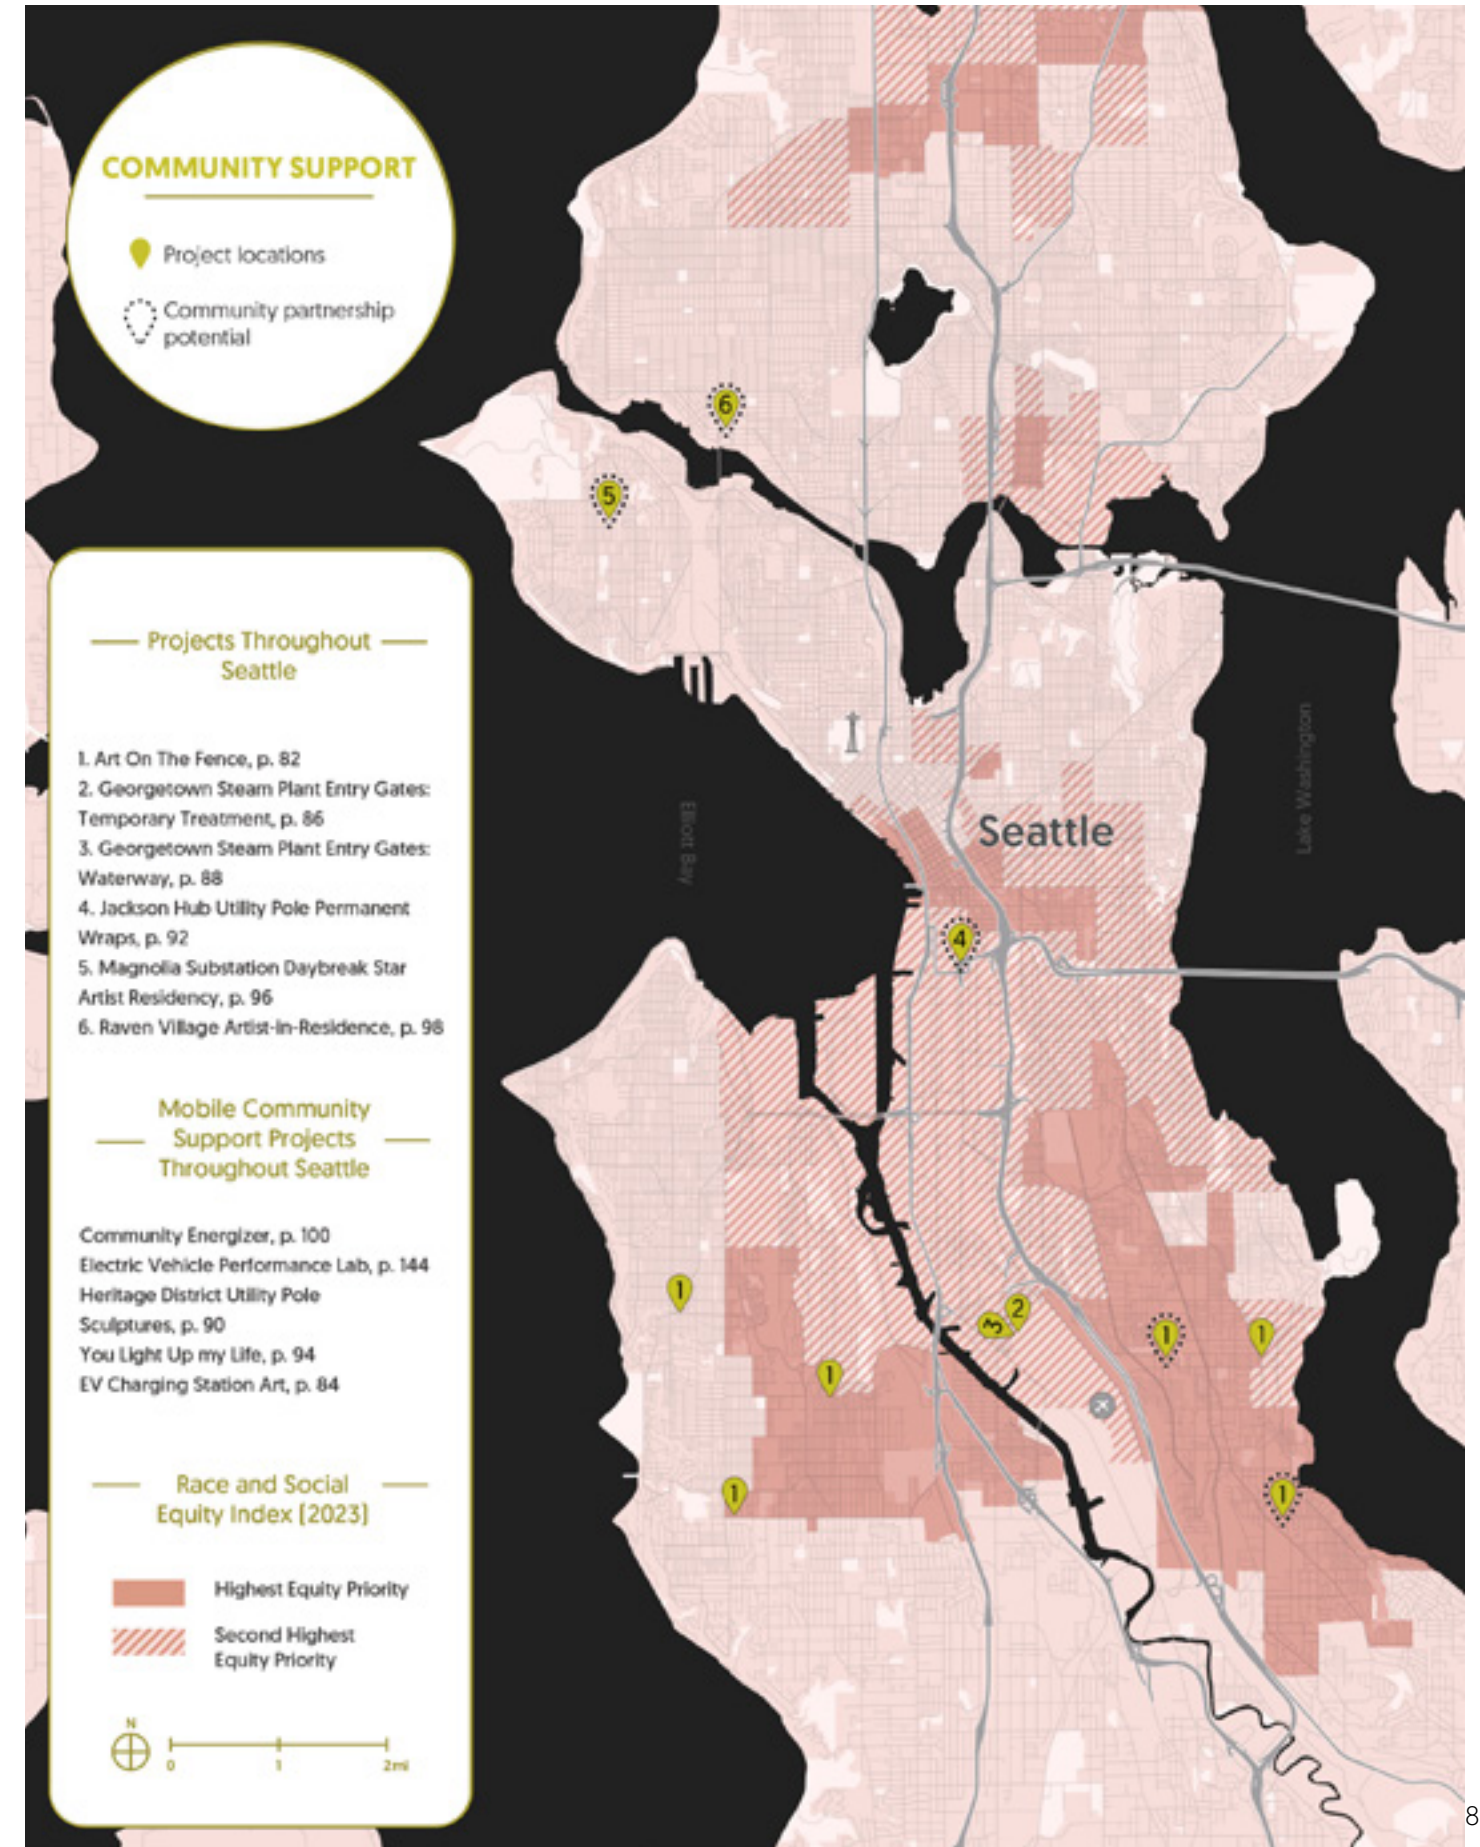 COMMUNITY SUPPORT
Project locations
Community partnership
potential
Projects Throughout
Seattle
1. Art On The Fence, p. 82
2. Georgetown Steam Plant Entry Gates:
Temporary Treatment, p. 86
3. Georgetown Steam Plant Entry Gates:
Waterway, p. 88
4. Jackson Hub Utility Pole Permanent
Wraps, p. 92
5. Magnolia Substation Daybreak Star
Artist Residency, p. 96
6. Raven Village Artist-in-Residence, p. 98
Mobile Community
Support Projects
Throughout Seattle
Community Energizer, p. 100
Electric Vehicle Performance Lab, p. 144
Heritage District Utility Pole
Sculptures, p. 90
You Light Up my Life, p. 94
EV Charging Station Art, p. 84
Race and Social
Equity Index [2023]
Highest Equity Priority
Second Highest
Equity Priority
N
0 1 2mi
6
5
Elliott Bay
Seattle
Lake Washington
4
1
3 2
1
1
1
1
1
8